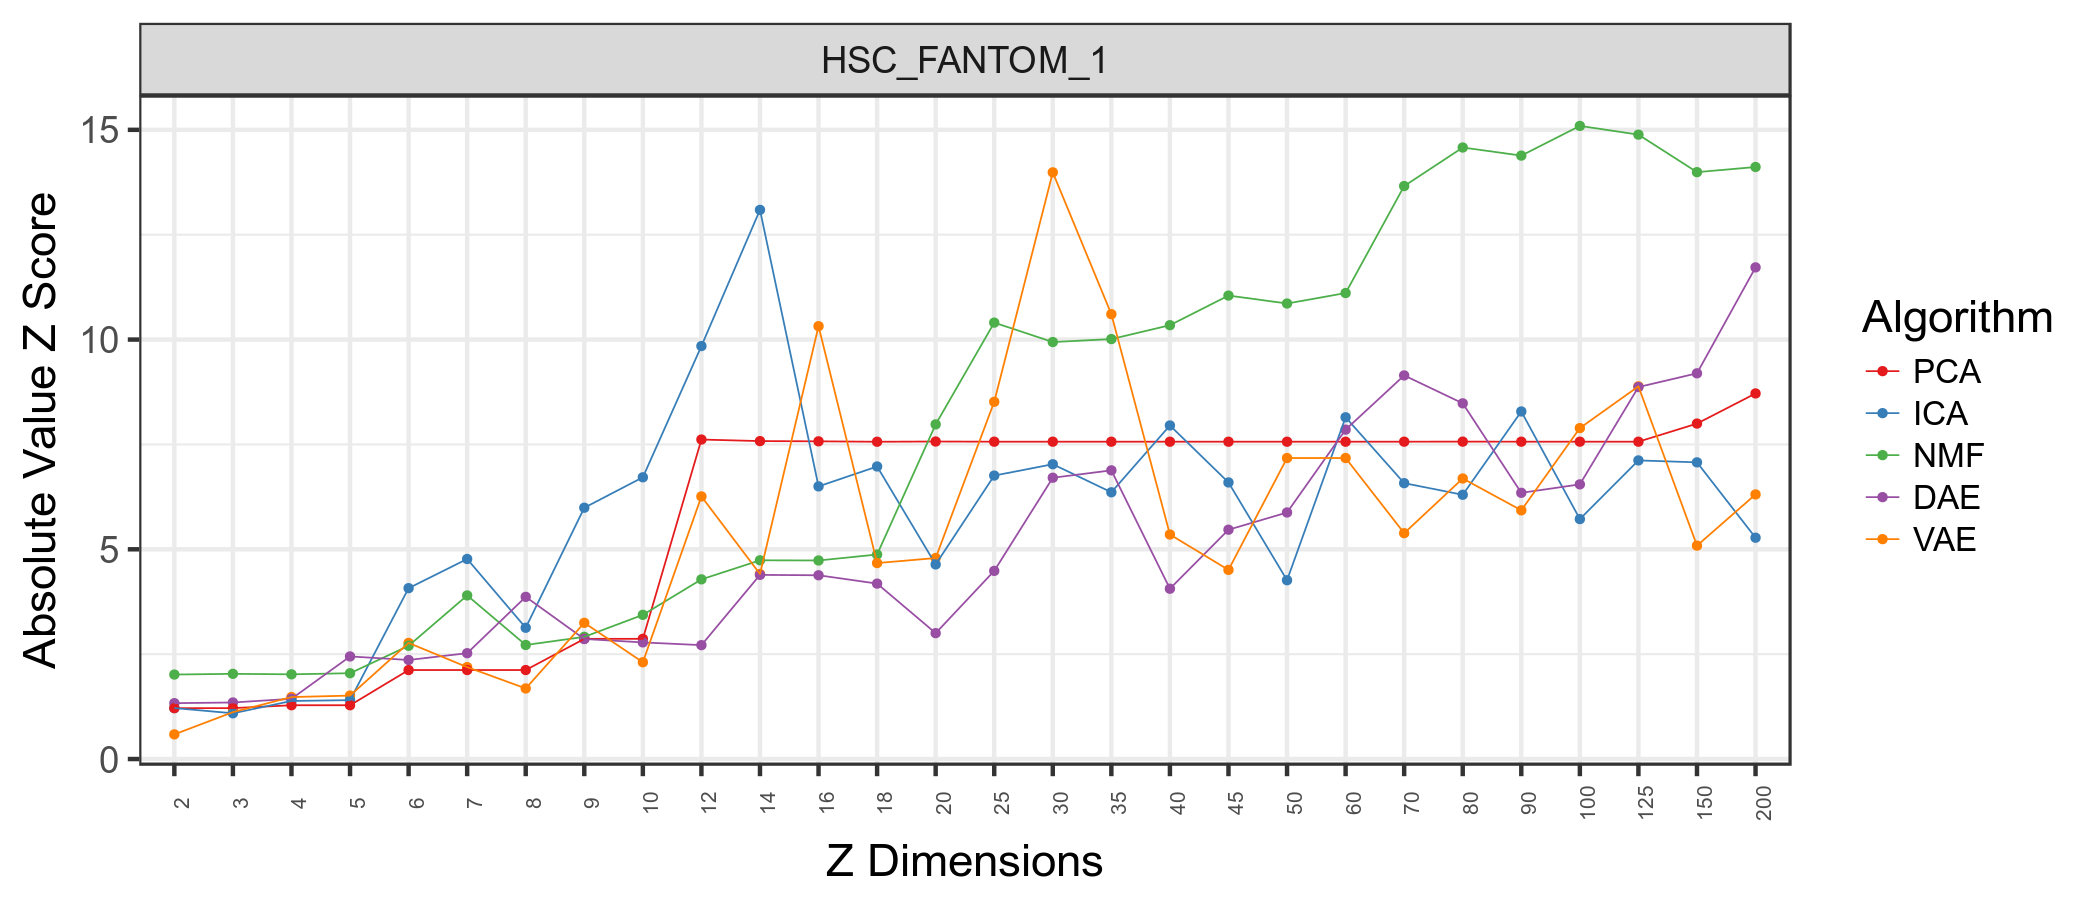 HSC_FANTOM_1
Absolute Value Z Score
15
10
5
0
2 3 4 5 6 7 8 9 10 12 14 16 18 20 25 30 35 40 45 50 60 70 80 90 100 125 150 200
Z Dimensions
Algorithm
PCA
ICA
NMF
DAE
VAE